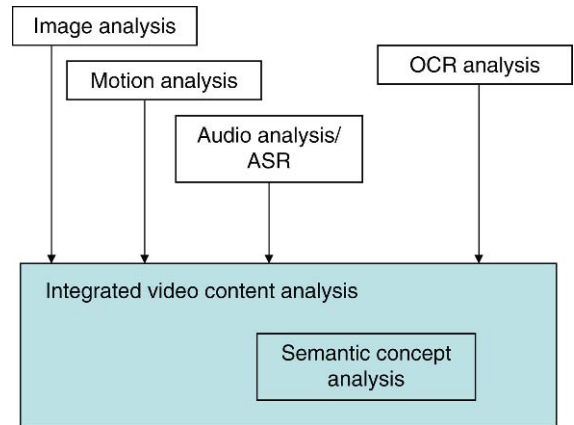 Image analysis
Motion analysis
OCR analysis
Audio analysis/
ASR
Integrated video content analysis
Semantic concept
analysis